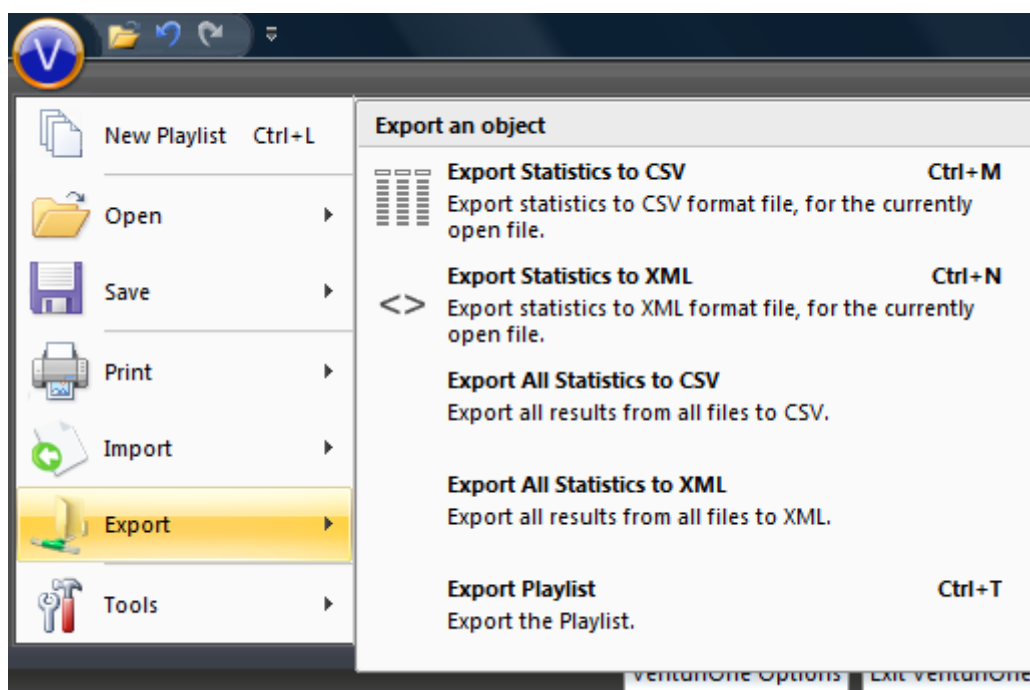 V
New Playlist Ctrl+L
Open
Save
Print
Import
Export
Tools
Export an object
Export Statistics to CSV Ctrl+M
Export statistics to CSV format file, for the currently
open file.
<>
Export Statistics to XML Ctrl+N
Export statistics to XML format file, for the currently
open file.
Export All Statistics to CSV
Export all results from all files to CSV.
Export All Statistics to XML
Export all results from all files to XML.
Export Playlist Ctrl+T
Export the Playlist.
Options Exit